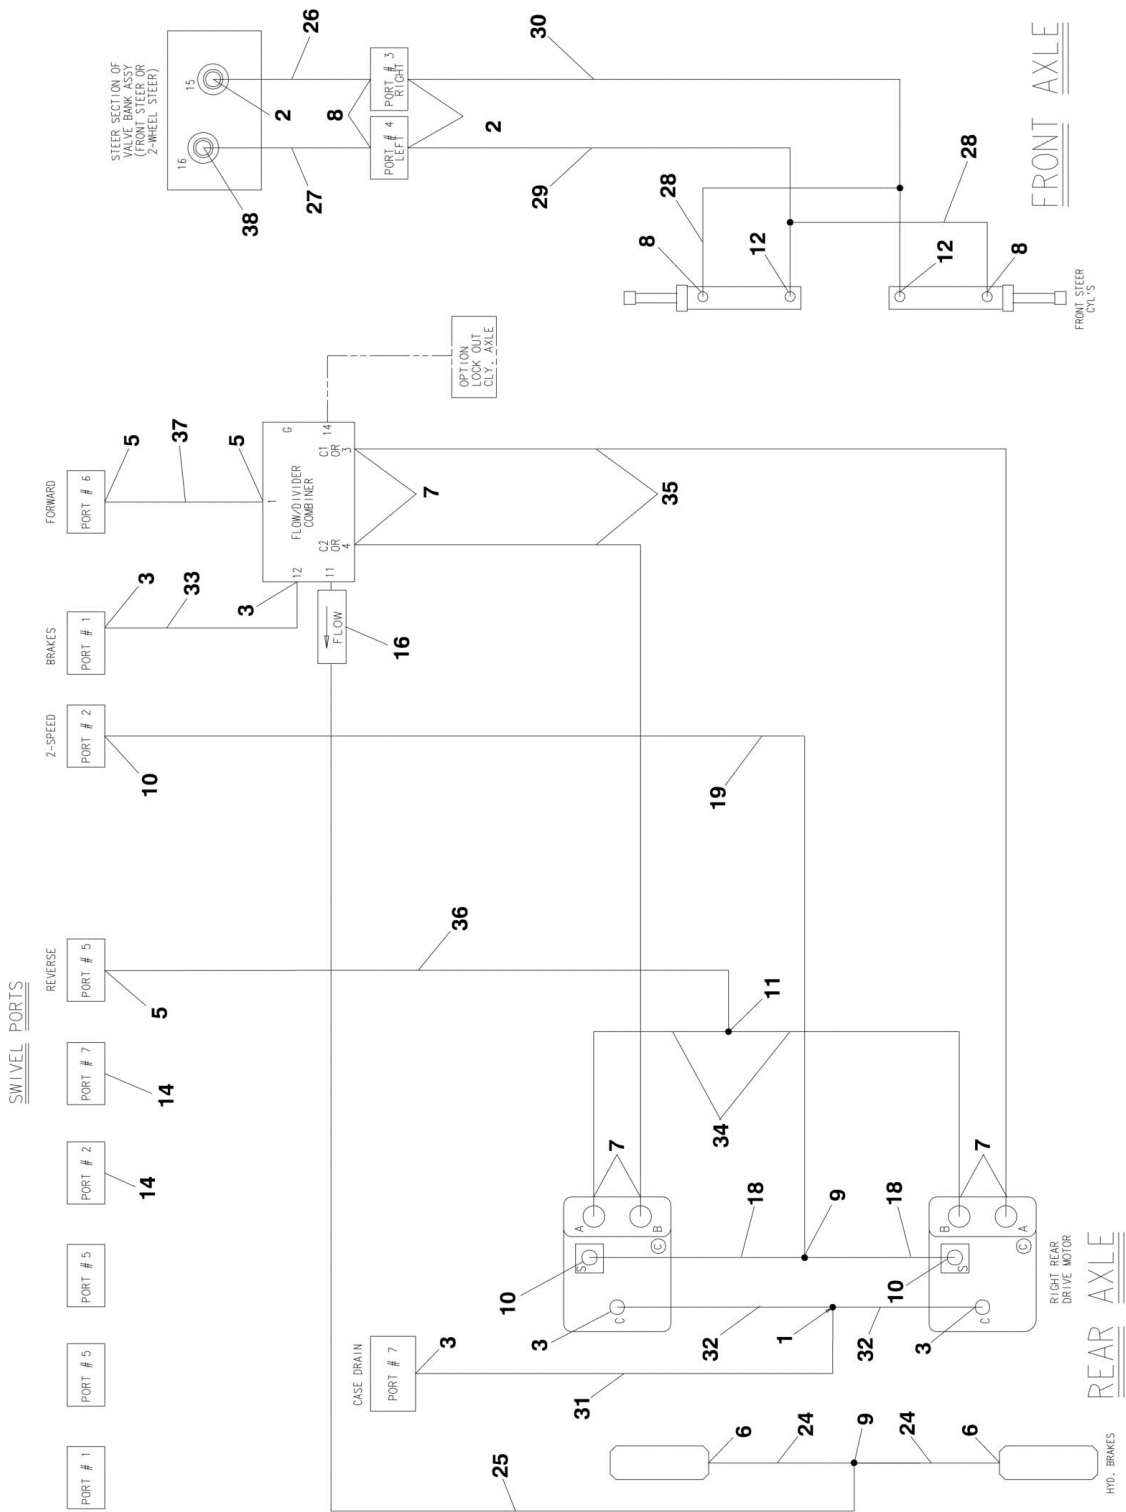 SWIVEL PORTS
PORT # 1
PORT # 5
PORT # 5
PORT # 2
14
PORT # 7
14
REVERSE
PORT # 5
5
2-SPEED
PORT # 2
10
BRAKES
PORT # 1
3
33
3
FORWARD
PORT # 6
5
37
5
STEER SECTION OF
VALVE BANK ASSY
(FRONT STEER OR
2-WHEEL STEER)
16
15
38
2
27
26
8
PORT # 4
LEFT
PORT # 3
RIGHT
2
29
30
12
11
1
G
FLOW/DIVIDER
COMBINER
C2
OR
4
C1
OR
3
14
FLOW
16
7
35
OPTION
LOCK OUT
CLY. AXLE
36
19
11
34
CASE DRAIN
PORT # 7
3
31
25
10
3
S
C
A
B
C
7
18
9
18
32
1
32
10
3
S
C
B
A
C
7
RIGHT REAR
DRIVE MOTOR
6
24
9
24
6
HYD. BRAKES
REAR AXLE
28
8
12
28
12
8
FRONT STEER
CYL'S
FRONT AXLE